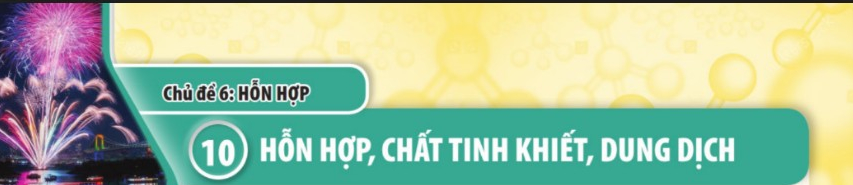 Chủ đề 6: HỖN HỢP
10 HỖN HỢP, CHẤT TINH KHIẾT, DUNG DỊCH